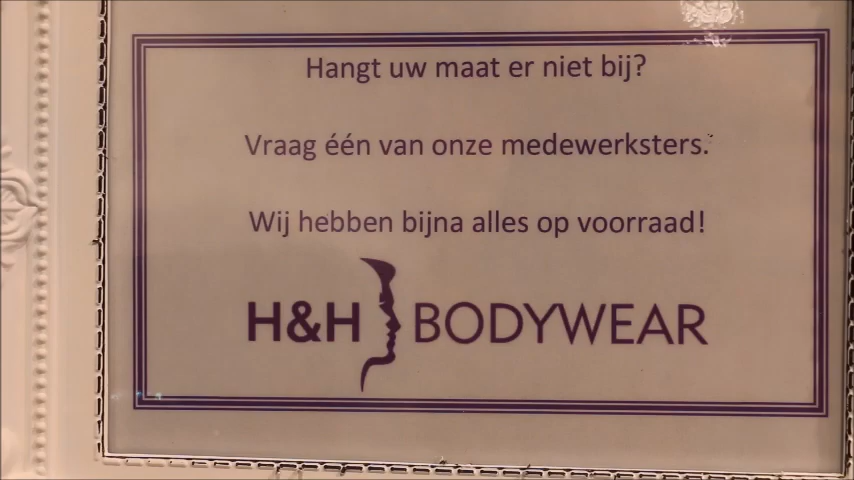 Hangt uw maat er niet bij?
Vraag één van onze medewerksters.
Wij hebben bijna alles op voorraad!
H&H BODYWEAR